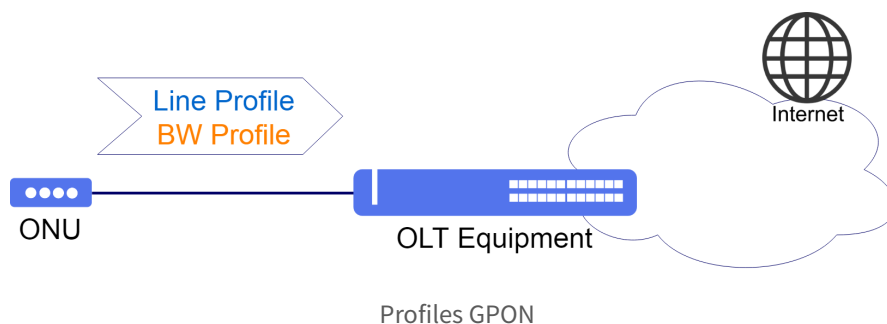 Line Profile
BW Profile
Internet
ONU
OLT Equipment
Profiles GPON